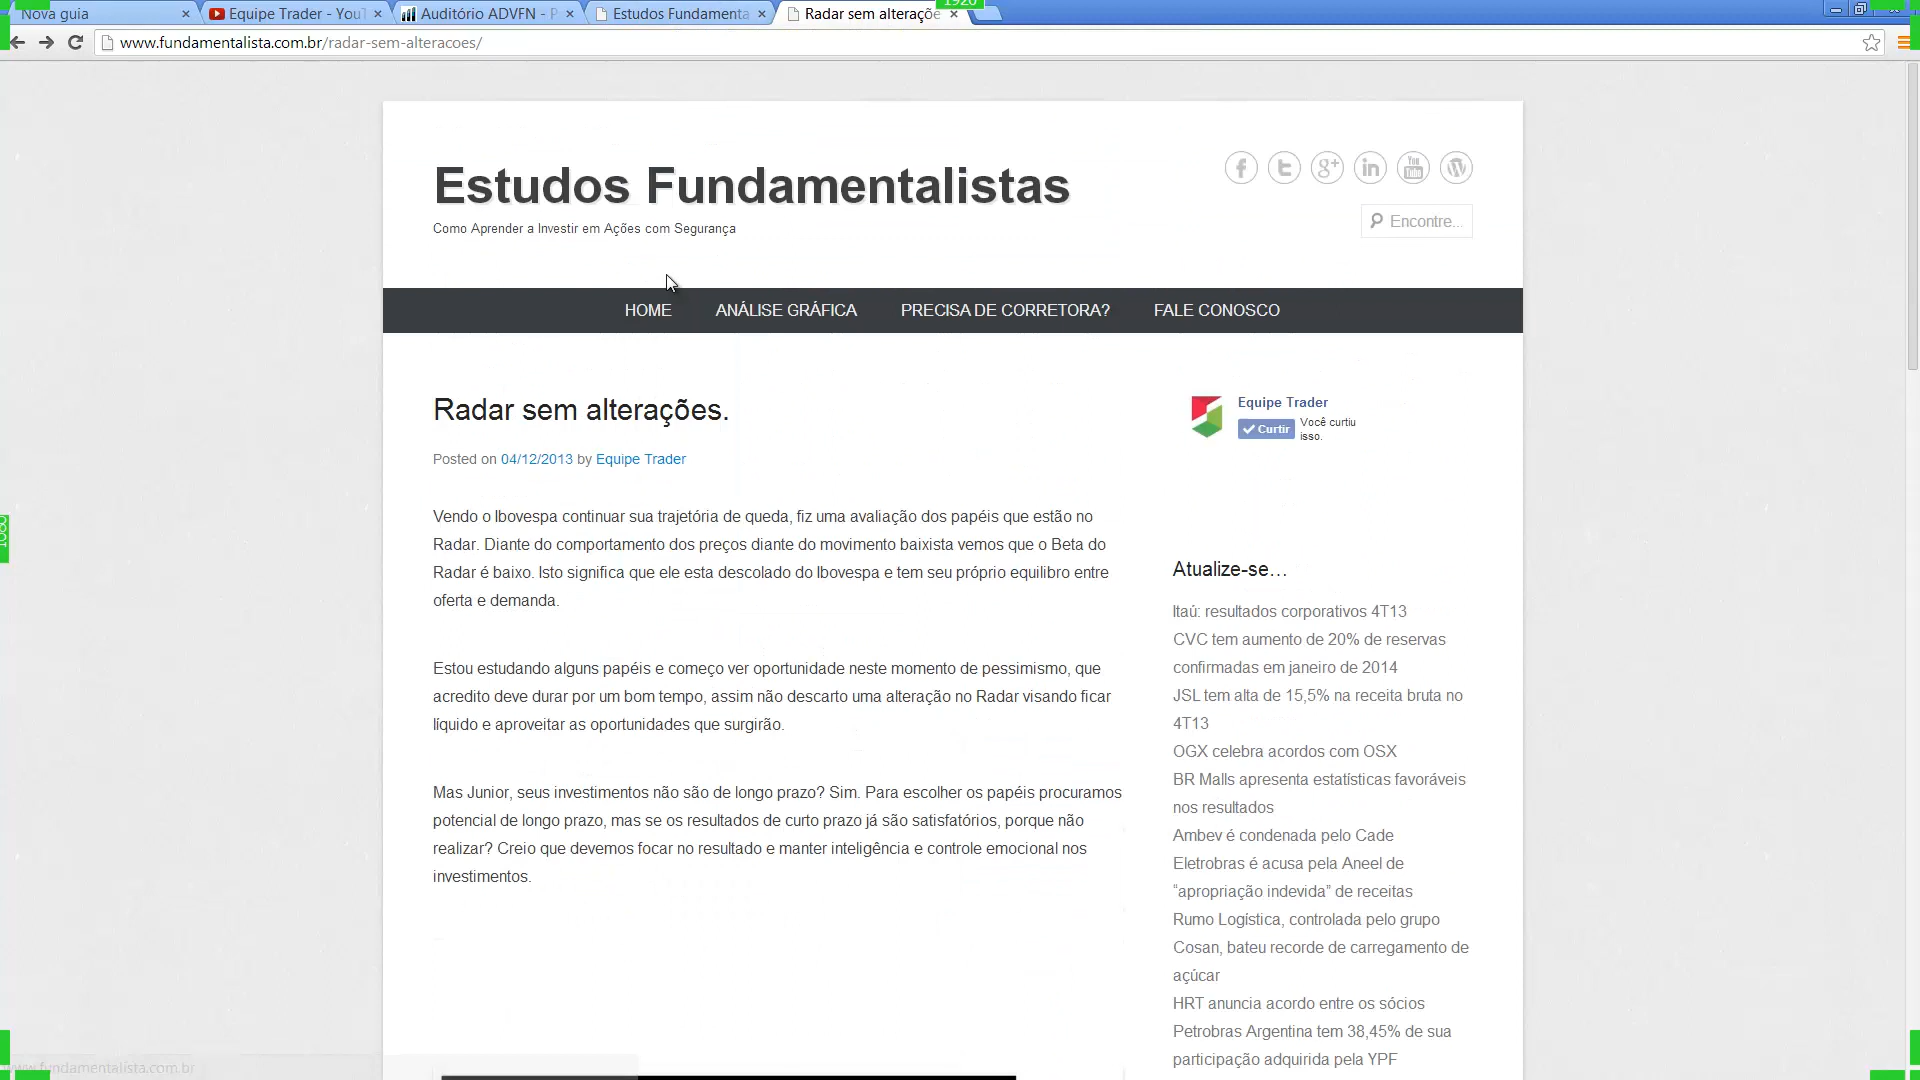 Nova guia
Equipe Trader - YouT
Auditório ADVFN - P
Estudos Fundamenta
Radar sem alteraçõe
1920
www.fundamentalista.com.br/radar-sem-alteracoes/
Estudos Fundamentalistas
Como Aprender a Investir em Ações com Segurança
Encontre...
HOME
ANÁLISE GRÁFICA
PRECISA DE CORRETORA?
FALE CONOSCO
Radar sem alterações.
Posted on 04/12/2013 by Equipe Trader
Vendo o Ibovespa continuar sua trajetória de queda, fiz uma avaliação dos papéis que estão no
Radar. Diante do comportamento dos preços diante do movimento baixista vemos que o Beta do
Radar é baixo. Isto significa que ele esta descolado do Ibovespa e tem seu próprio equilibro entre
oferta e demanda.
Estou estudando alguns papéis e começo ver oportunidade neste momento de pessimismo, que
acredito deve durar por um bom tempo, assim não descarto uma alteração no Radar visando ficar
líquido e aproveitar as oportunidades que surgirão.
Mas Junior, seus investimentos não são de longo prazo? Sim. Para escolher os papéis procuramos
potencial de longo prazo, mas se os resultados de curto prazo já são satisfatórios, porque não
realizar? Creio que devemos focar no resultado e manter inteligência e controle emocional nos
investimentos.
Equipe Trader
Curtir
Você curtiu
isso.
Atualize-se…
Itaú: resultados corporativos 4T13
CVC tem aumento de 20% de reservas
confirmadas em janeiro de 2014
JSL tem alta de 15,5% na receita bruta no
4T13
OGX celebra acordos com OSX
BR Malls apresenta estatísticas favoráveis
nos resultados
Ambev é condenada pelo Cade
Eletrobras é acusa pela Aneel de
“apropriação indevida” de receitas
Rumo Logística, controlada pelo grupo
Cosan, bateu recorde de carregamento de
açúcar
HRT anuncia acordo entre os sócios
Petrobras Argentina tem 38,45% de sua
participação adquirida pela YPF
1080
www.fundamentalista.com.br